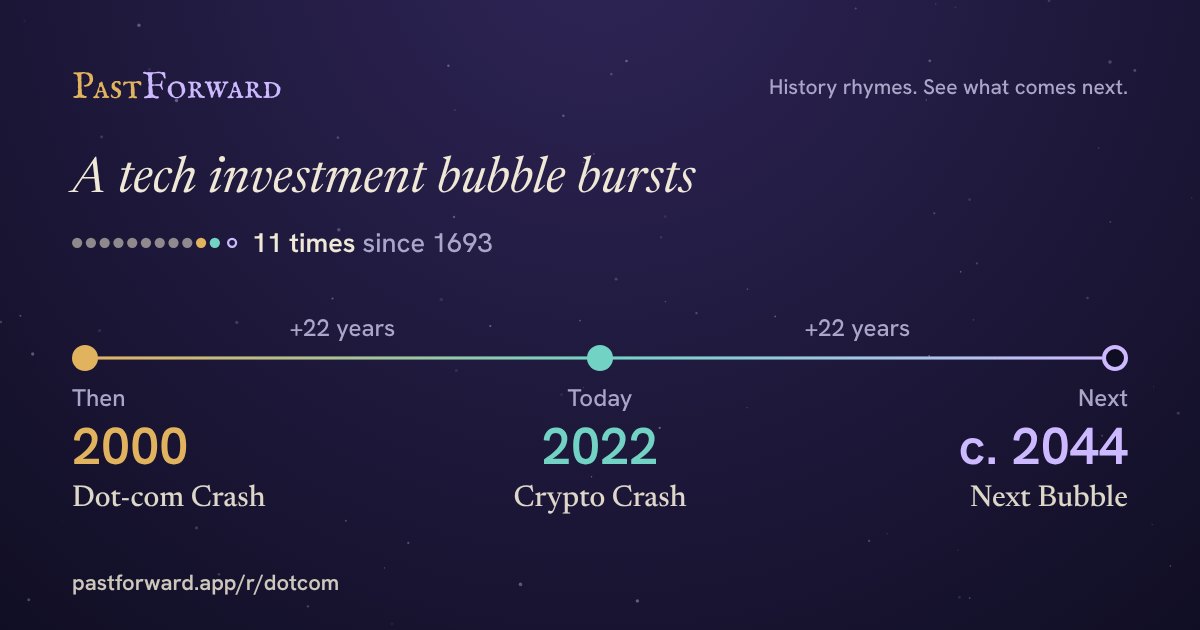 PastForward
History rhymes. See what comes next.
A tech investment bubble bursts
11 times since 1693
+22 years
+22 years
Then
Today
Next
2000
2022
c. 2044
Dot-com Crash
Crypto Crash
Next Bubble
pastforward.app/r/dotcom